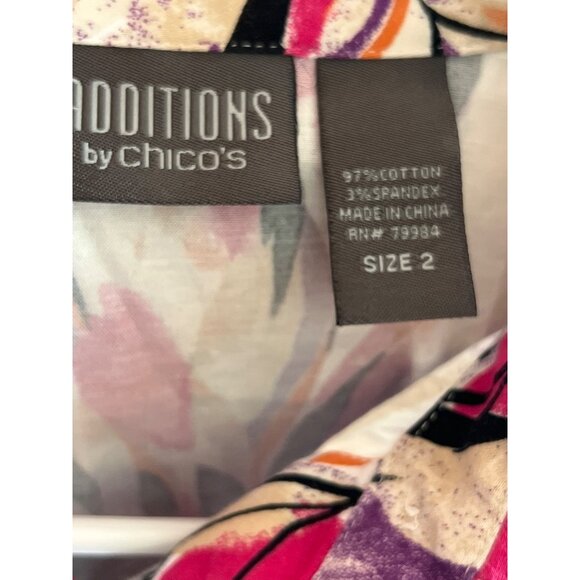 ADDITIONS
by chico's
97% COTTON
3% SPANDEX
MADE IN CHINA
RN# 79984
SIZE 2